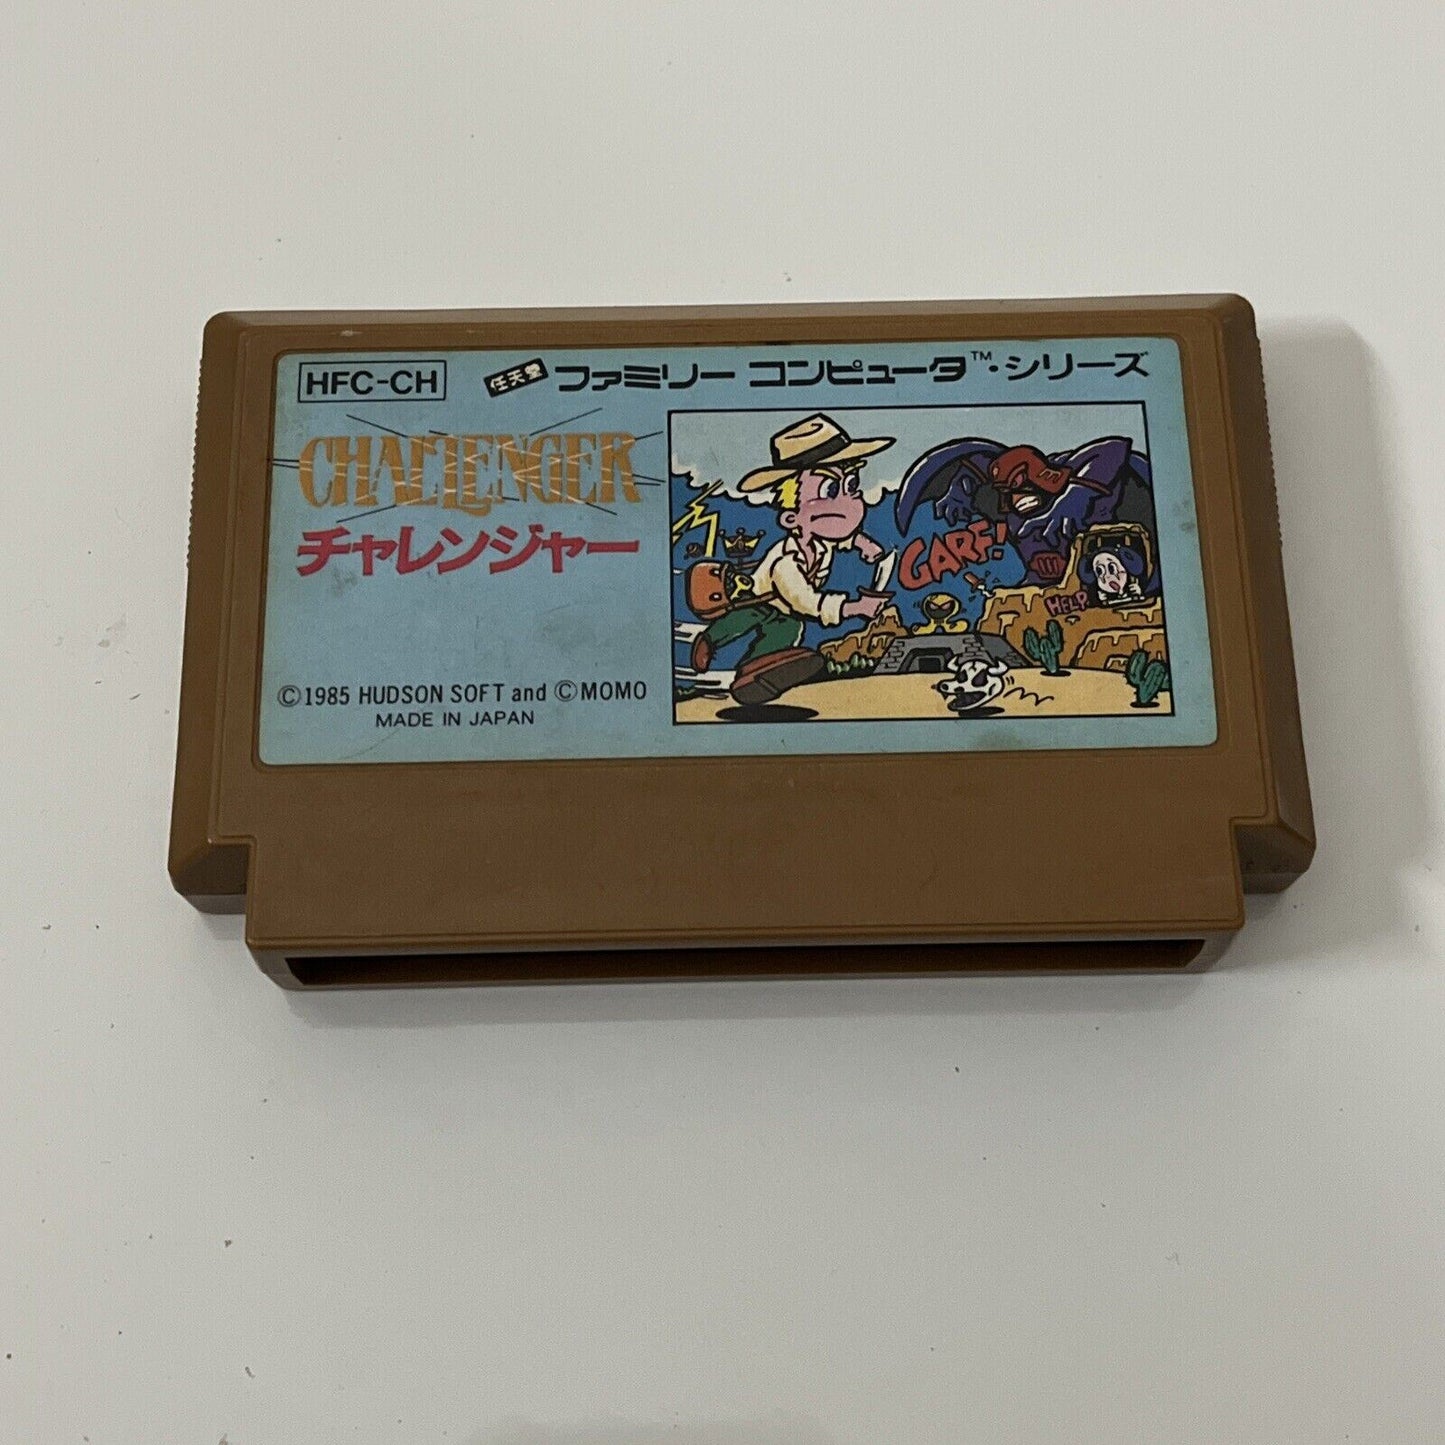 HFC-CH
任天堂 ファミリー コンピュータ™・シリーズ
CHALLENGER
チャレンジャー
GARF!
HELP
©1985 HUDSON SOFT and ©MOMO
MADE IN JAPAN